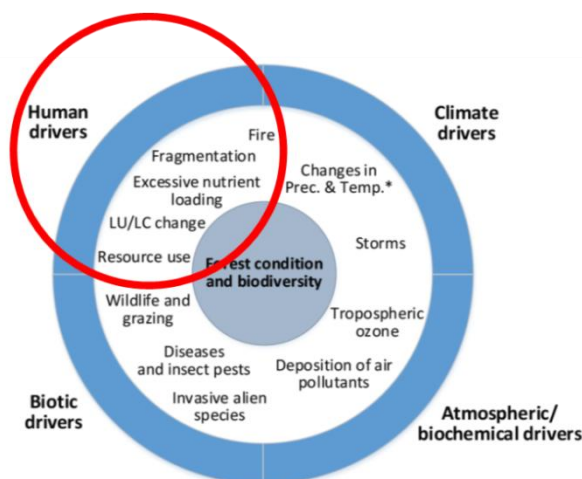 Human
drivers
Climate
drivers
Fire
Fragmentation
Changes in
Prec. & Temp.*
Excessive nutrient
loading
LU/LC change
Storms
Resource use
Forest condition
and biodiversity
Wildlife and
grazing
Tropospheric
ozone
Diseases
and insect pests
Deposition of air
pollutants
Invasive alien
species
Biotic
drivers
Atmospheric/
biochemical drivers